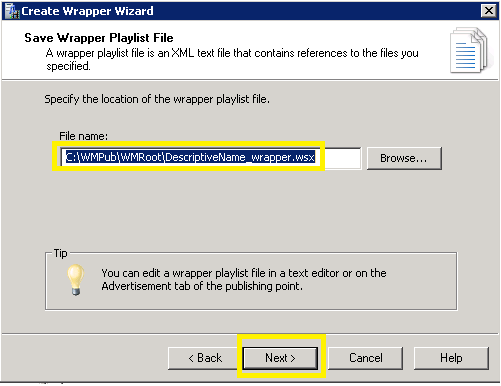 Create Wrapper Wizard
Save Wrapper Playlist File
A wrapper playlist file is an XML text file that contains references to the files you
specified.
Specify the location of the wrapper playlist file.
File name:
C:\WMPub\WMRoot\DescriptiveName_wrapper.wsx
Browse...
Tip
You can edit a wrapper playlist file in a text editor or on the
Advertisement tab of the publishing point.
< Back
Next >
Cancel
Help